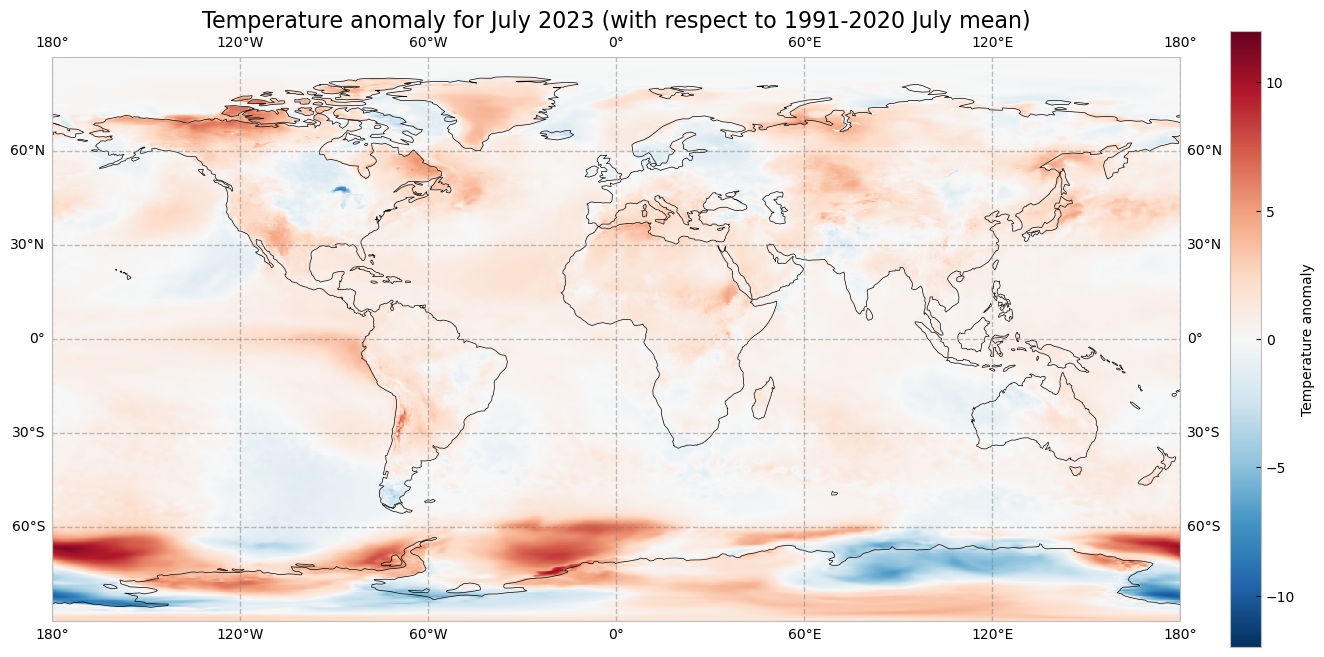 Temperature anomaly for July 2023 (with respect to 1991-2020 July mean)
180° 120°W 60°W 0° 60°E 120°E 180°
60°N 60°N
30°N 30°N
0° 0°
30°S 30°S
60°S 60°S
180° 120°W 60°W 0° 60°E 120°E 180°
10
5
0
−5
−10
Temperature anomaly